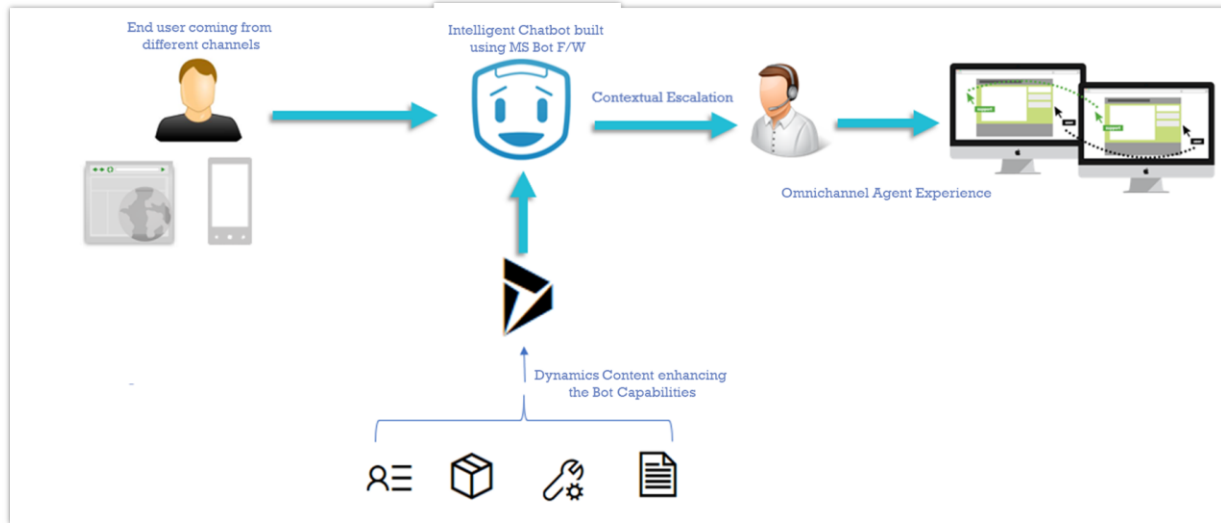 End user coming from
different channels
Intelligent Chatbot built
using MS Bot F/W
Contextual Escalation
Omnichannel Agent Experience
Dynamics Content enhancing
the Bot Capabilities